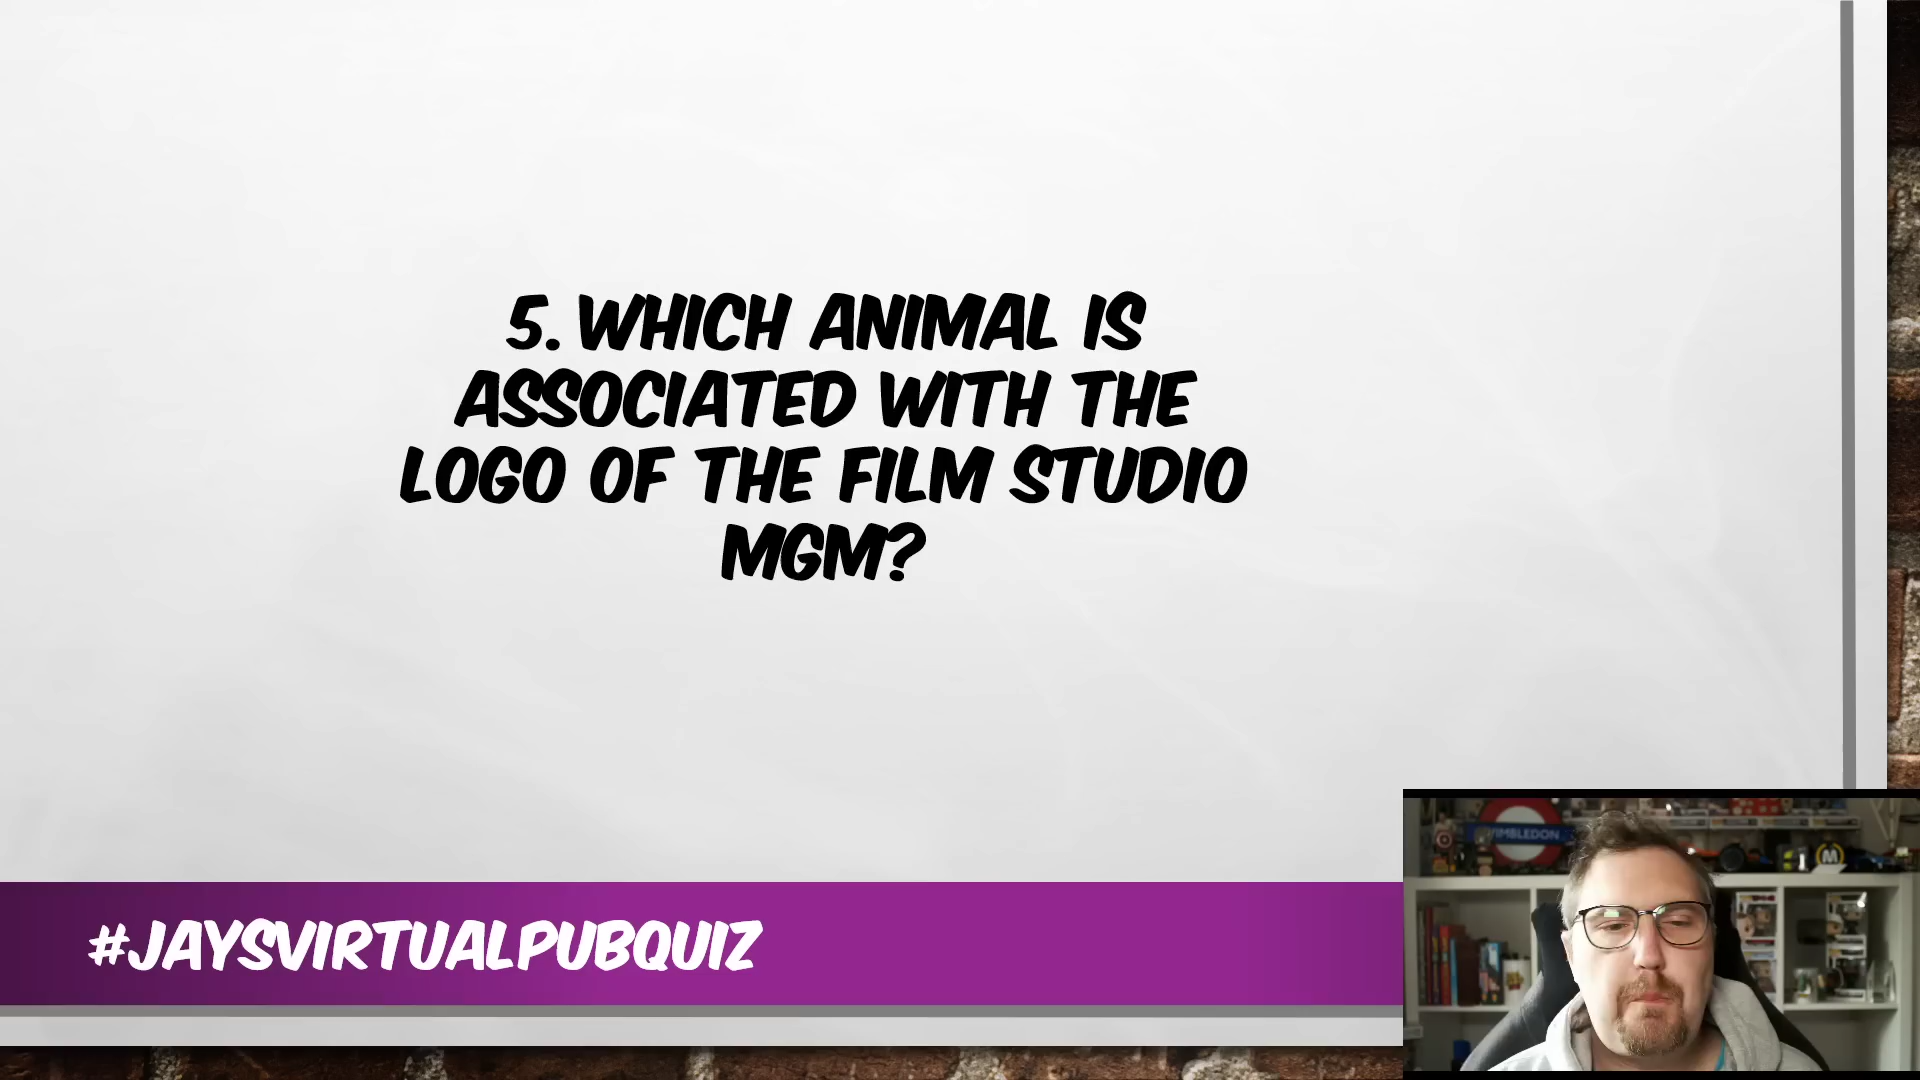 5. WHICH ANIMAL IS
ASSOCIATED WITH THE
LOGO OF THE FILM STUDIO
MGM?
#JAYSVIRTUALPUBQUIZ
WIMBLEDON